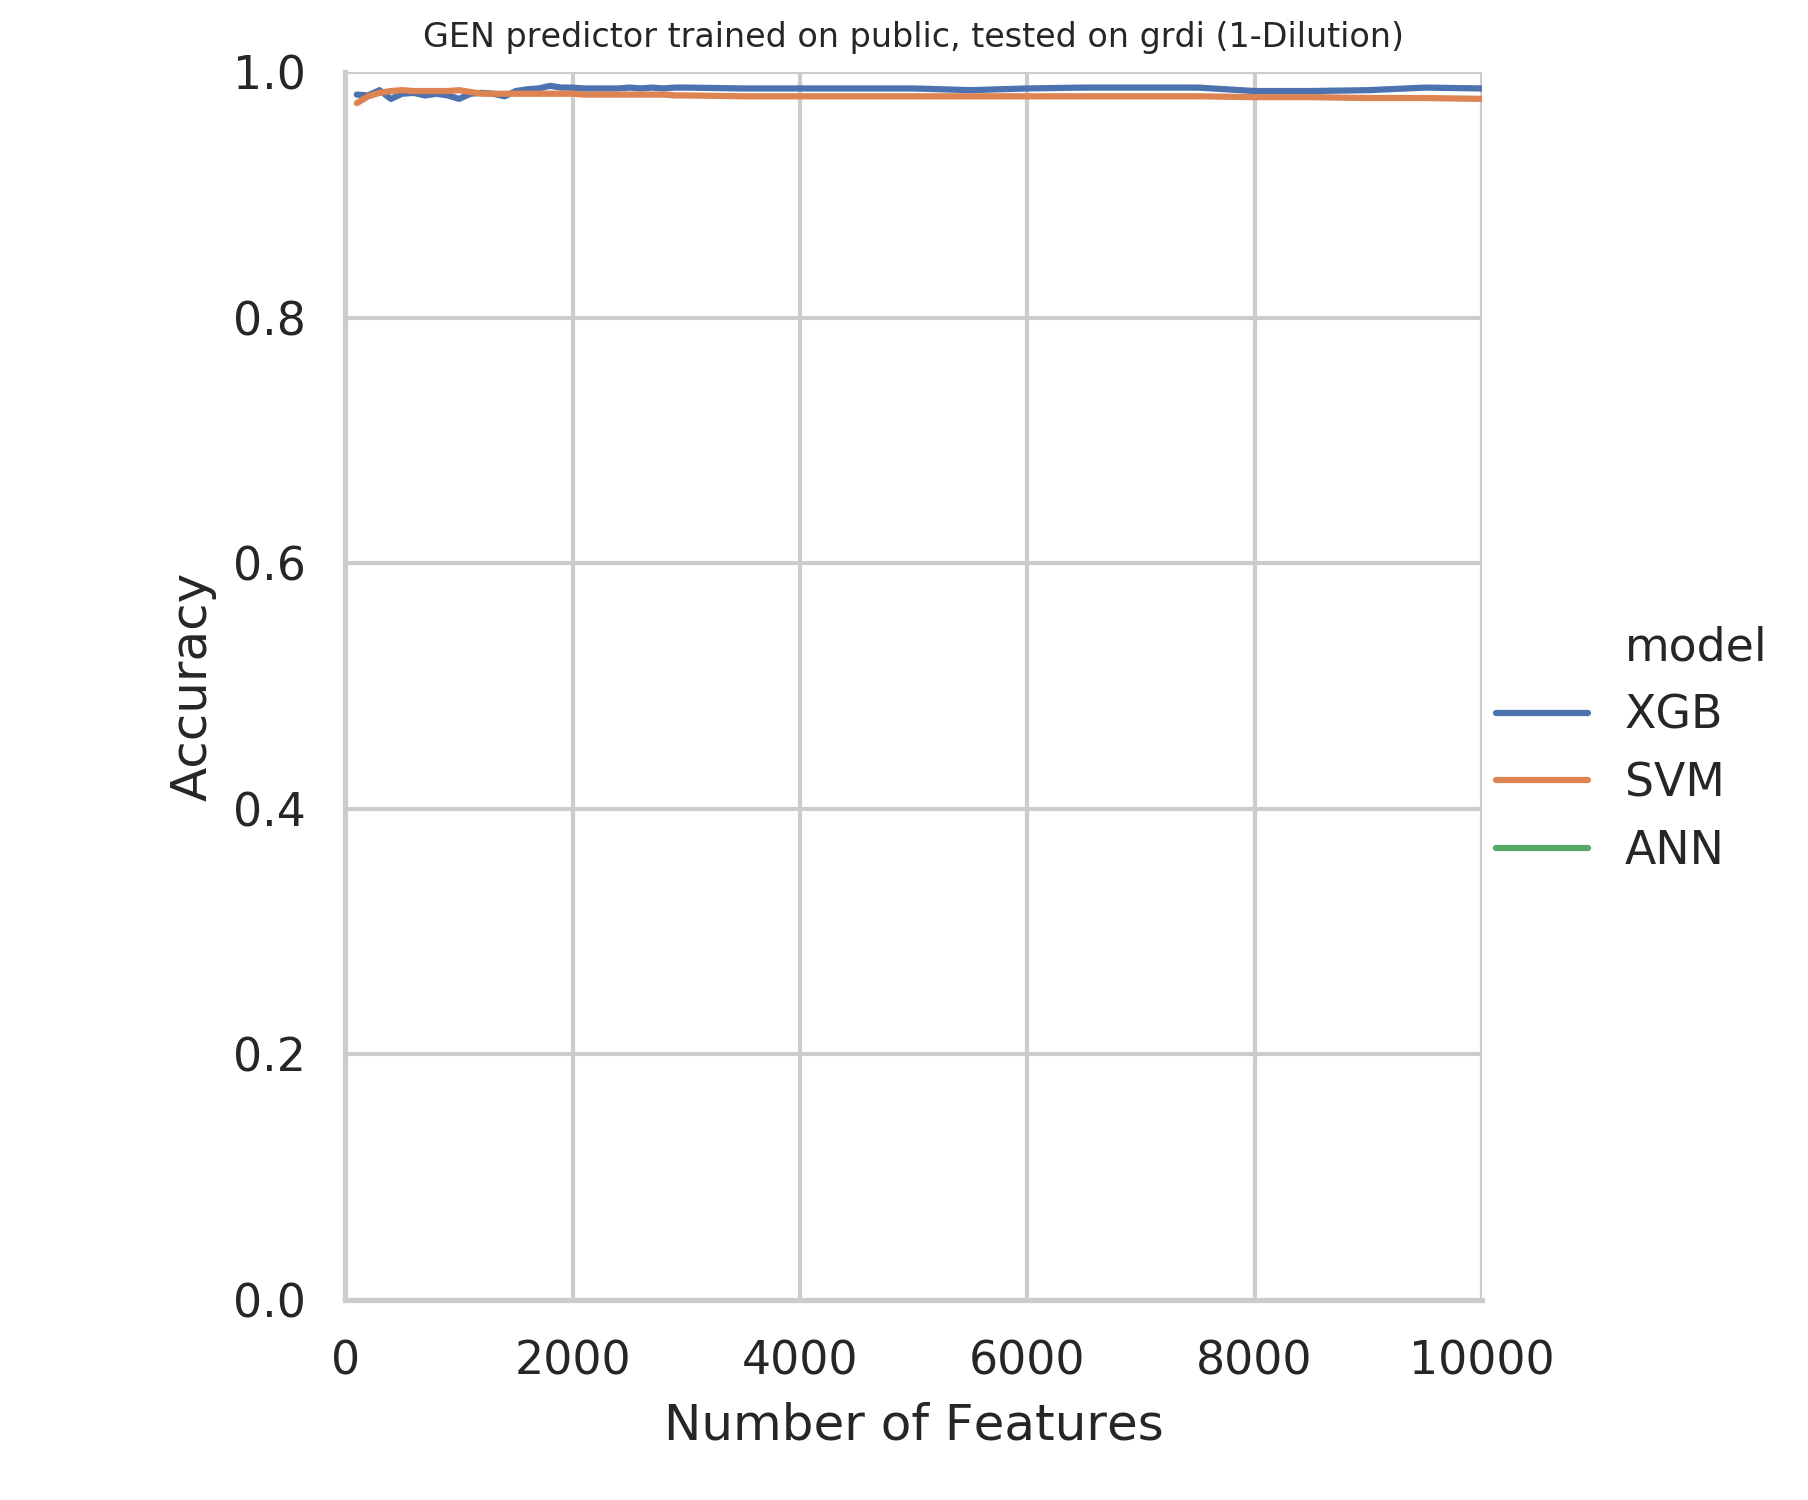 GEN predictor trained on public, tested on grdi (1-Dilution)
1.0
0.8
0.6
0.4
0.2
0.0
Accuracy
0 2000 4000 6000 8000 10000
Number of Features
model
XGB
SVM
ANN